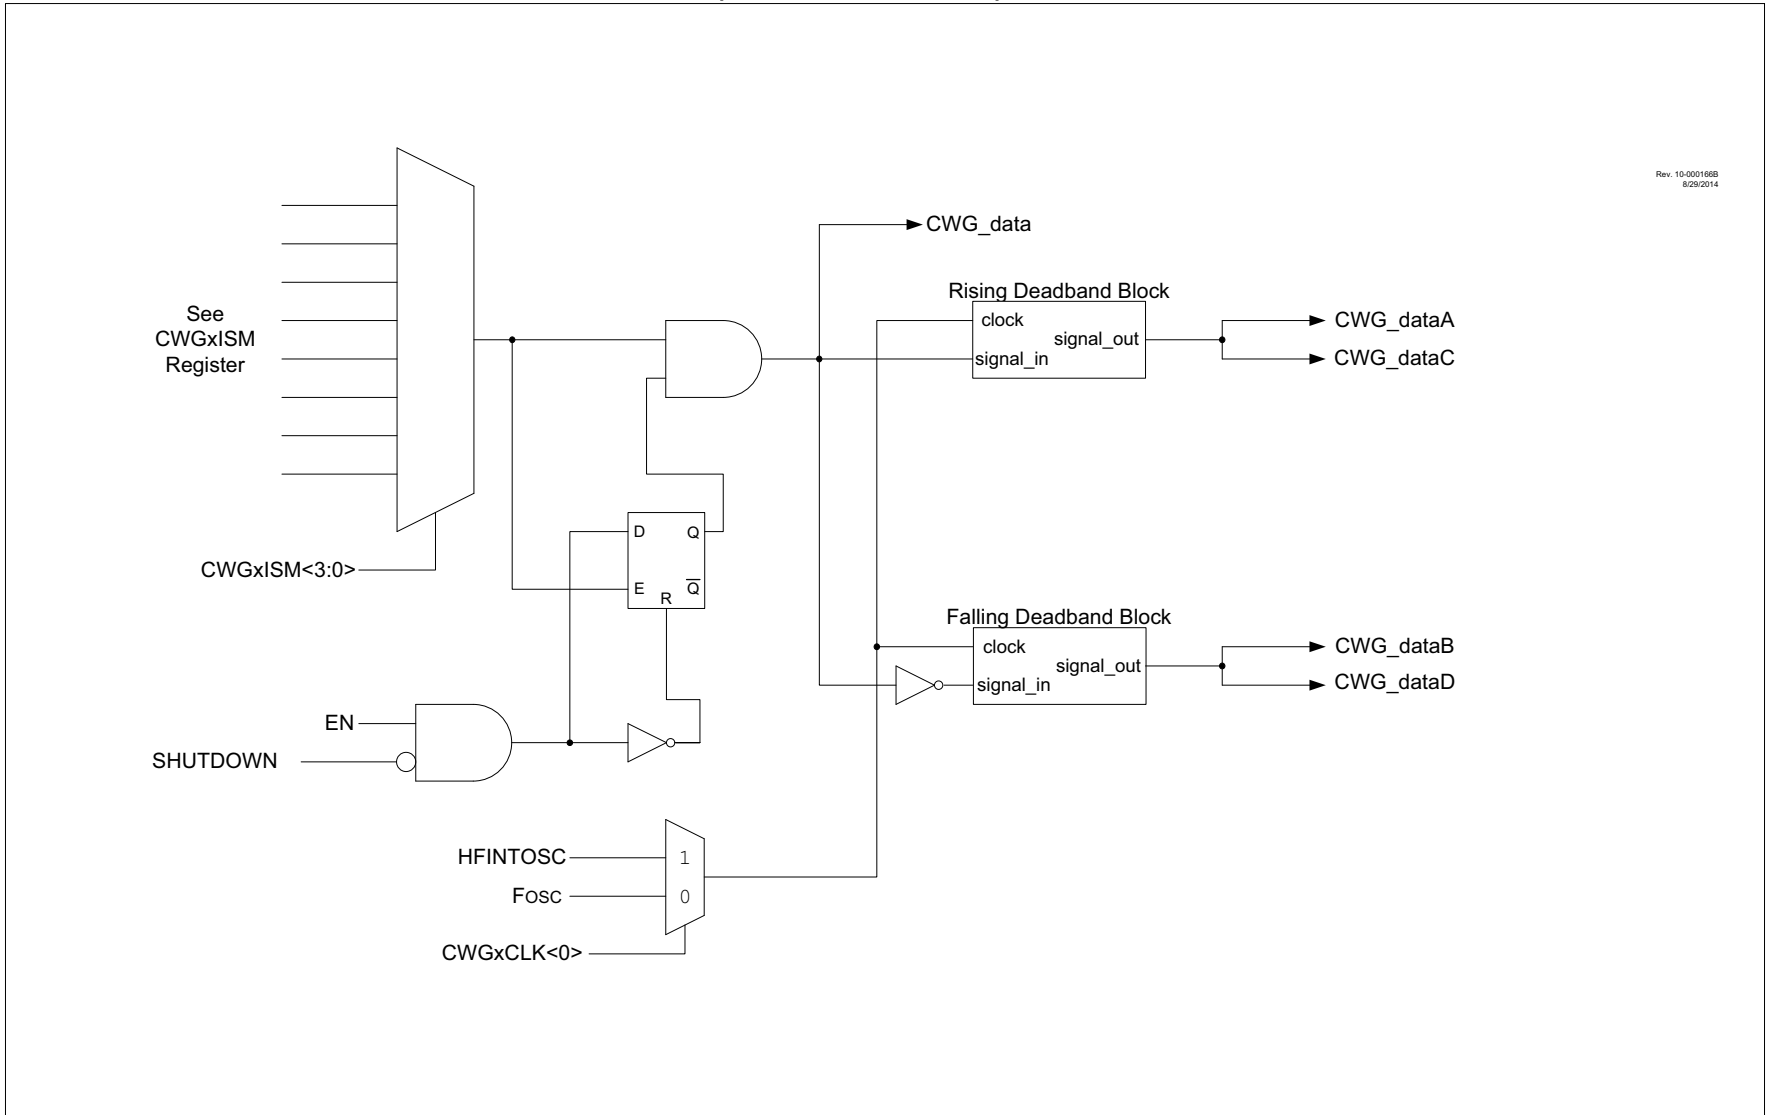 Rev. 10-000166B
8/29/2014
CWG_data
Rising Deadband Block
clock
signal_out
signal_in
CWG_dataA
CWG_dataC
See
CWGxISM
Register
D
Q
E
R
Q̅
CWGxISM<3:0>
Falling Deadband Block
clock
signal_out
signal_in
CWG_dataB
CWG_dataD
EN
SHUTDOWN
HFINTOSC
1
FOSC
0
CWGxCLK<0>